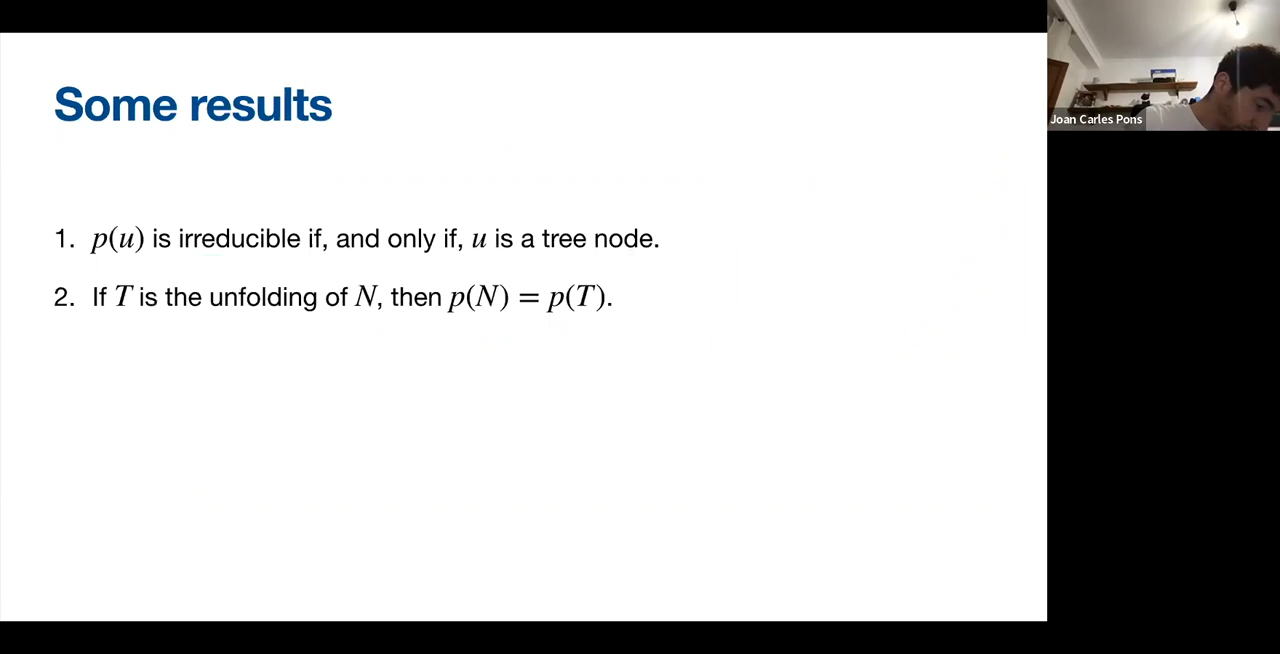 Some results
1. p(u) is irreducible if, and only if, u is a tree node.
2. If T is the unfolding of N, then p(N) = p(T).
Joan Carles Pons